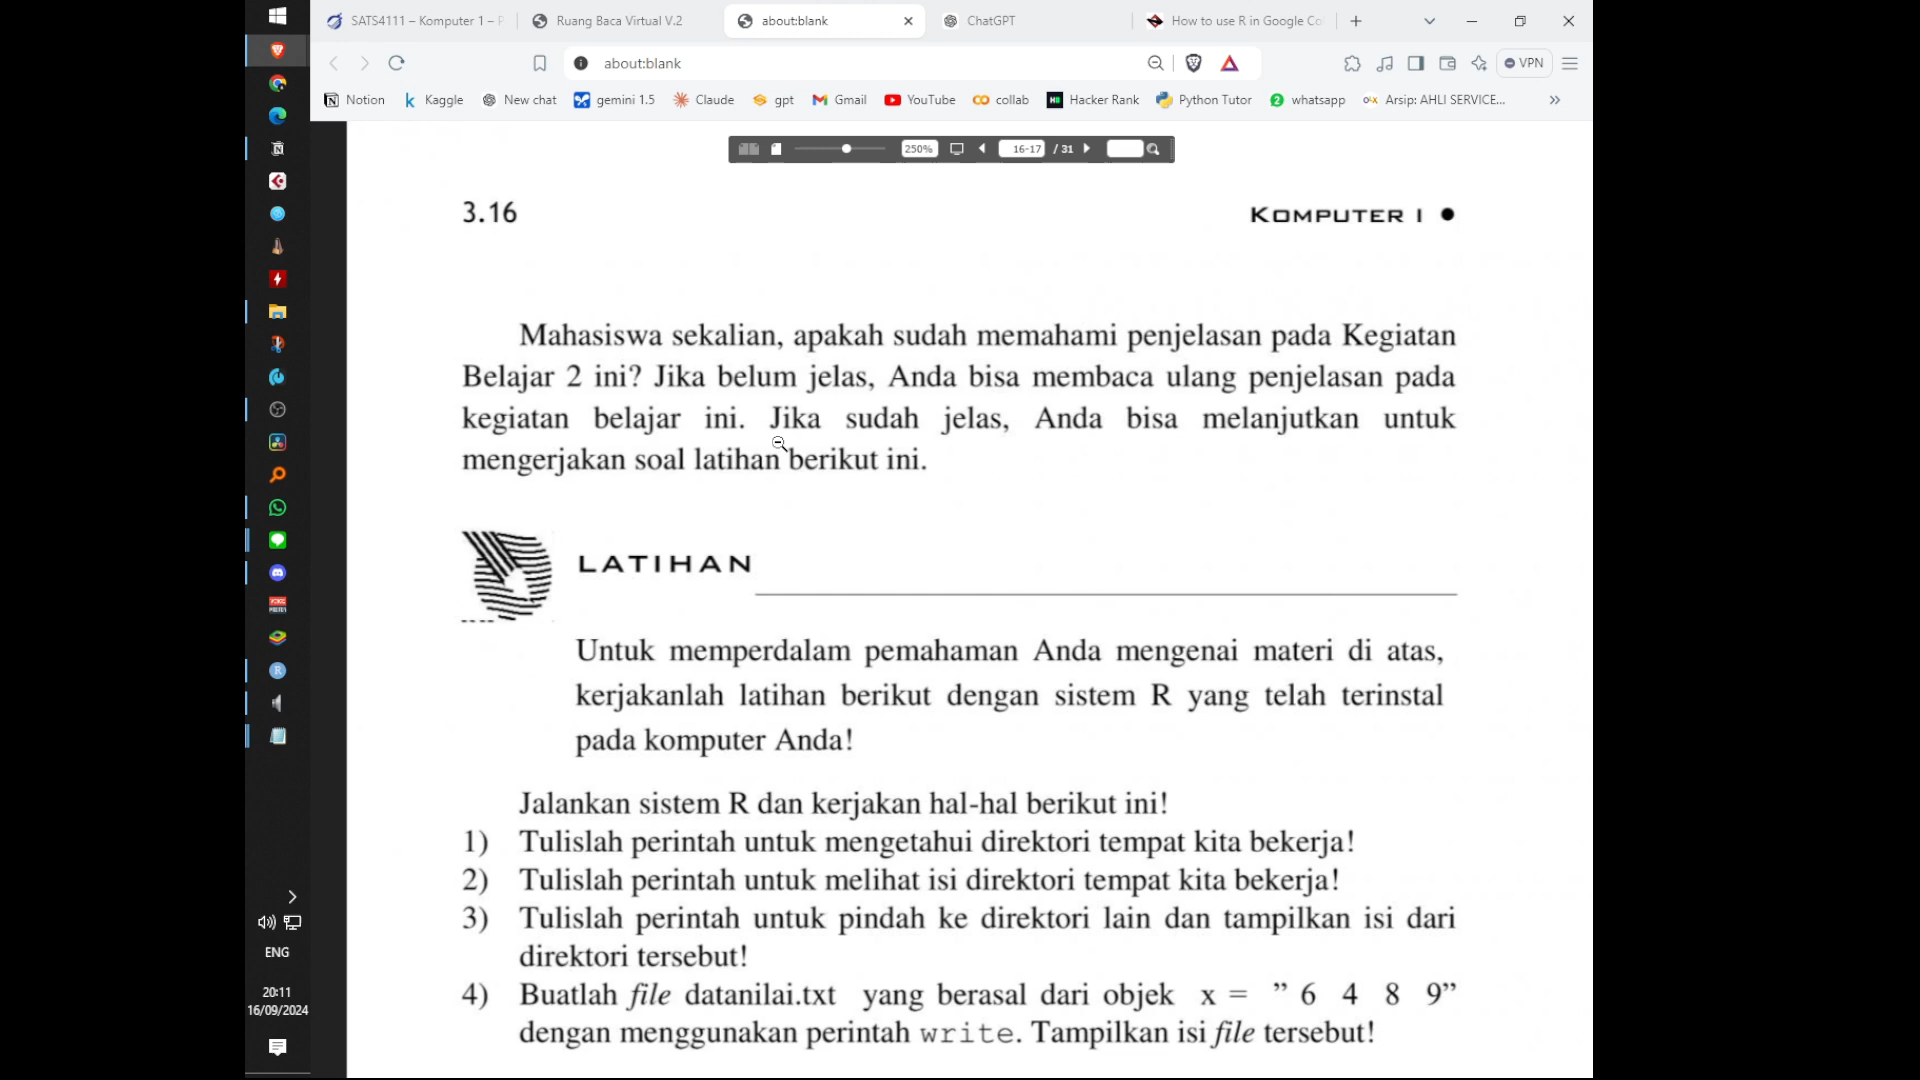 SATS4111 – Komputer 1 – P
Ruang Baca Virtual V.2
about:blank
ChatGPT
How to use R in Google Co
about:blank
VPN
Notion
Kaggle
New chat
gemini 1.5
Claude
gpt
Gmail
YouTube
collab
Hacker Rank
Python Tutor
whatsapp
Arsip: AHLI SERVICE...
250%
16-17 / 31
3.16
KOMPUTER I ●
Mahasiswa sekalian, apakah sudah memahami penjelasan pada Kegiatan
Belajar 2 ini? Jika belum jelas, Anda bisa membaca ulang penjelasan pada
kegiatan belajar ini. Jika sudah jelas, Anda bisa melanjutkan untuk
mengerjakan soal latihan berikut ini.
LATIHAN
Untuk memperdalam pemahaman Anda mengenai materi di atas,
kerjakanlah latihan berikut dengan sistem R yang telah terinstal
pada komputer Anda!
Jalankan sistem R dan kerjakan hal-hal berikut ini!
1) Tulislah perintah untuk mengetahui direktori tempat kita bekerja!
2) Tulislah perintah untuk melihat isi direktori tempat kita bekerja!
3) Tulislah perintah untuk pindah ke direktori lain dan tampilkan isi dari
direktori tersebut!
4) Buatlah file datanilai.txt yang berasal dari objek x = ” 6 4 8 9”
dengan menggunakan perintah write. Tampilkan isi file tersebut!
ENG
20:11
16/09/2024